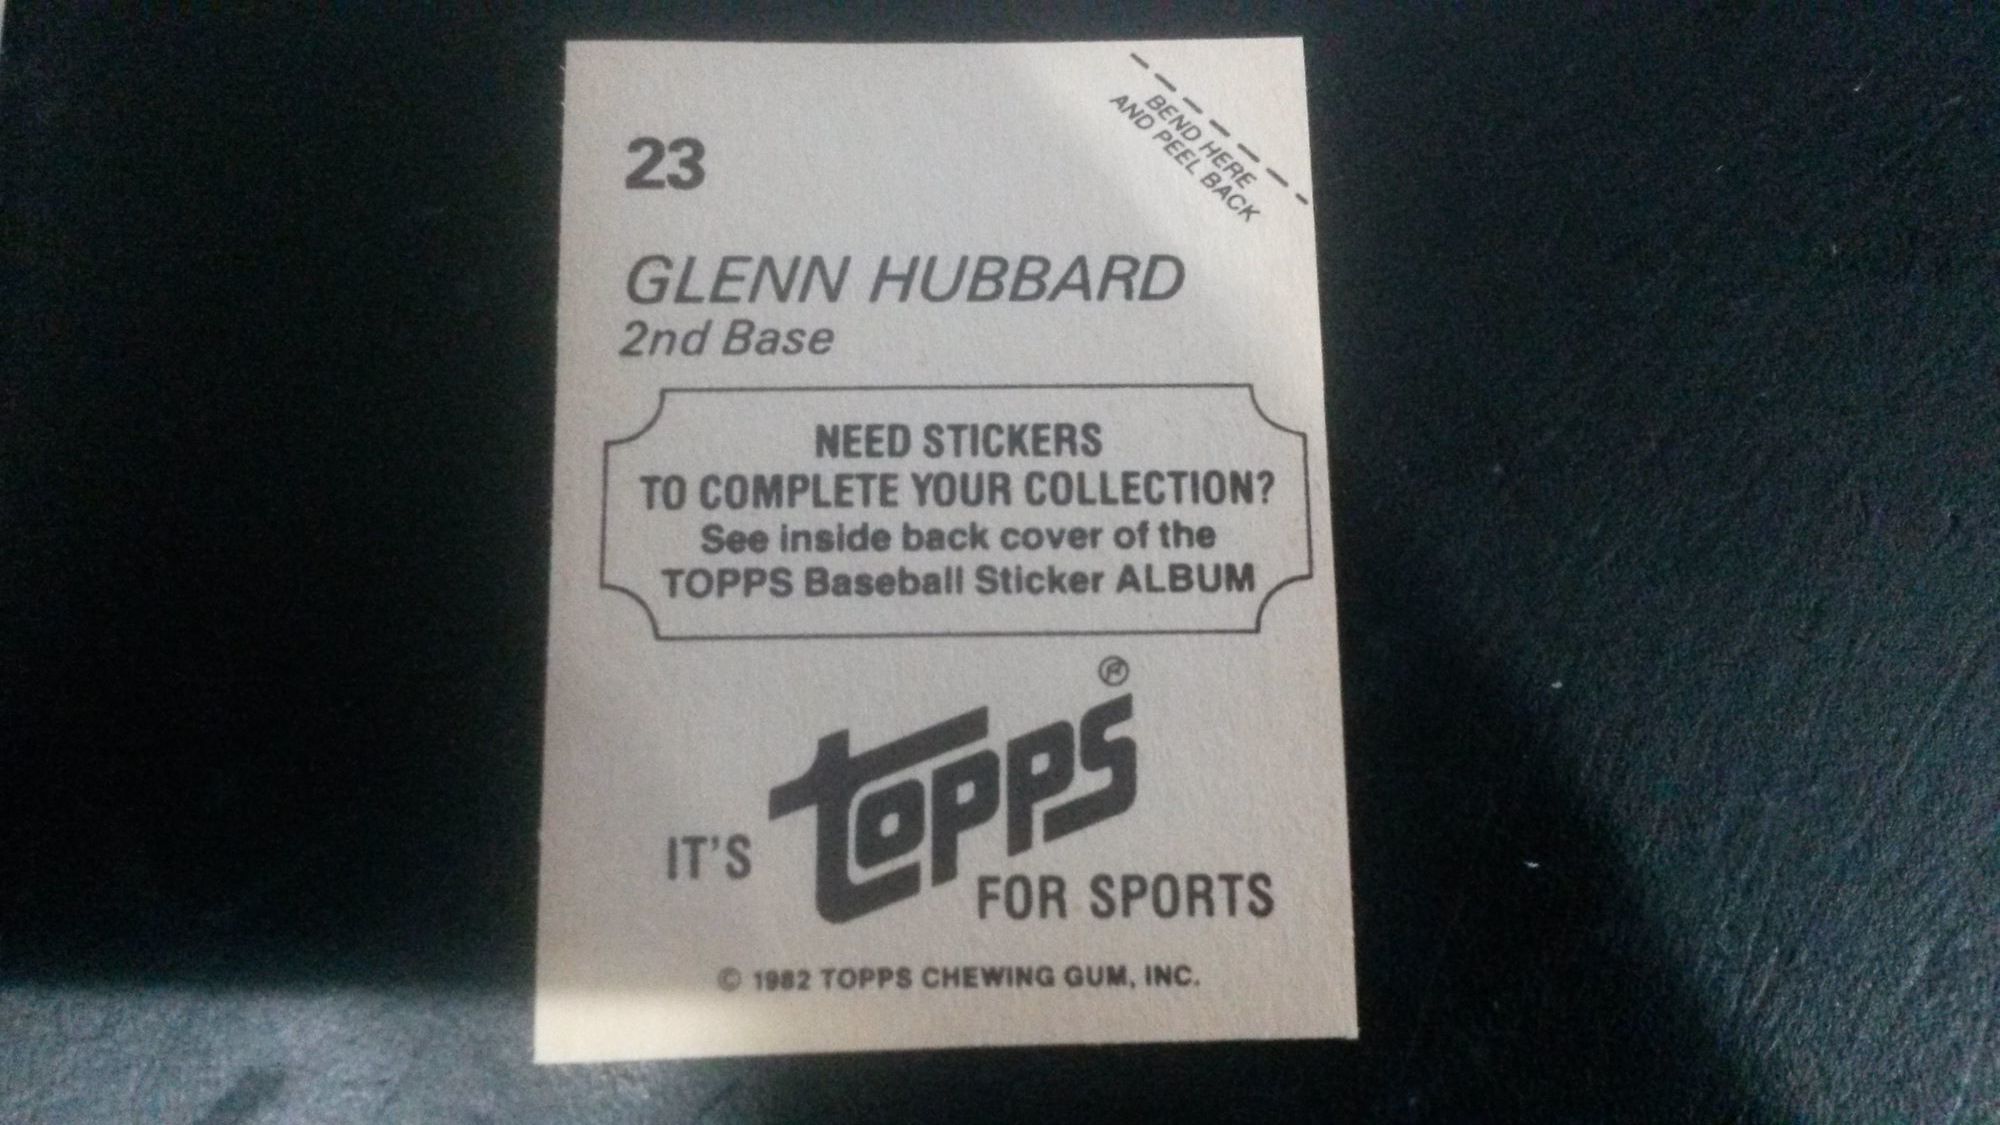 BEND HERE
AND PEEL BACK
23
GLENN HUBBARD
2nd Base
NEED STICKERS
TO COMPLETE YOUR COLLECTION?
See inside back cover of the
TOPPS Baseball Sticker ALBUM
IT'S TOPPS®
FOR SPORTS
© 1982 TOPPS CHEWING GUM, INC.